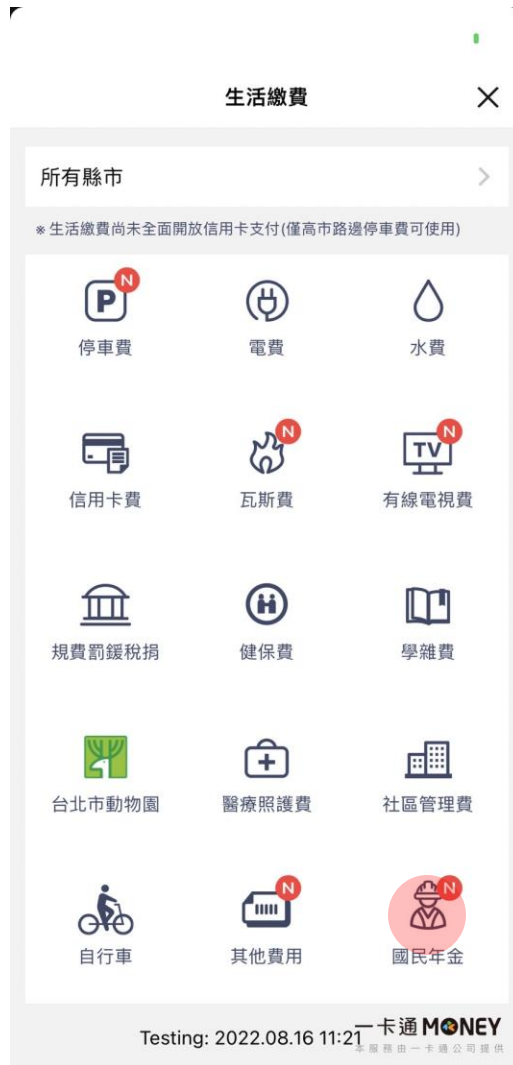 生活繳費
所有縣市
※生活繳費尚未全面開放信用卡支付(僅高市路邊停車費可使用)
P N
停車費 電費 水費
N TV N
信用卡費 瓦斯費 有線電視費
規費罰鍰稅捐 健保費 學雜費
台北市動物園 醫療照護費 社區管理費
N N
自行車 其他費用 國民年金
Testing: 2022.08.16 11:21
一卡通 MONEY
本服務由一卡通公司提供